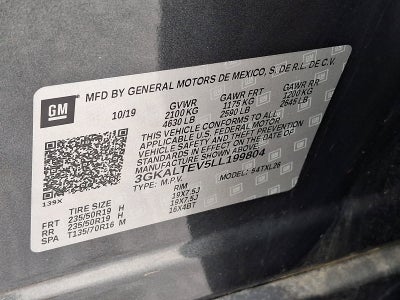 GM
MFD BY GENERAL MOTORS DE MEXICO, S. DE R.L. DE C.V.
10/19 GVWR GAWR FRT GAWR RR
2100 KG 1175 KG 1200 KG
4630 LB 2590 LB 2645 LB
THIS VEHICLE CONFORMS TO ALL
APPLICABLE U.S. FEDERAL MOTOR
VEHICLE SAFETY AND THEFT PREVENTION
STANDARDS IN EFFECT ON THE DATE OF
MANUFACTURE SHOWN ABOVE.
3GKALTEV5LL199804
TYPE: M.P.V. MODEL: 54TXL26
139X
TIRE SIZE RIM
FRT 235/50R19 H 19X7.5J
RR 235/50R19 H 19X7.5J
SPA T135/70R16 M 16X4BT